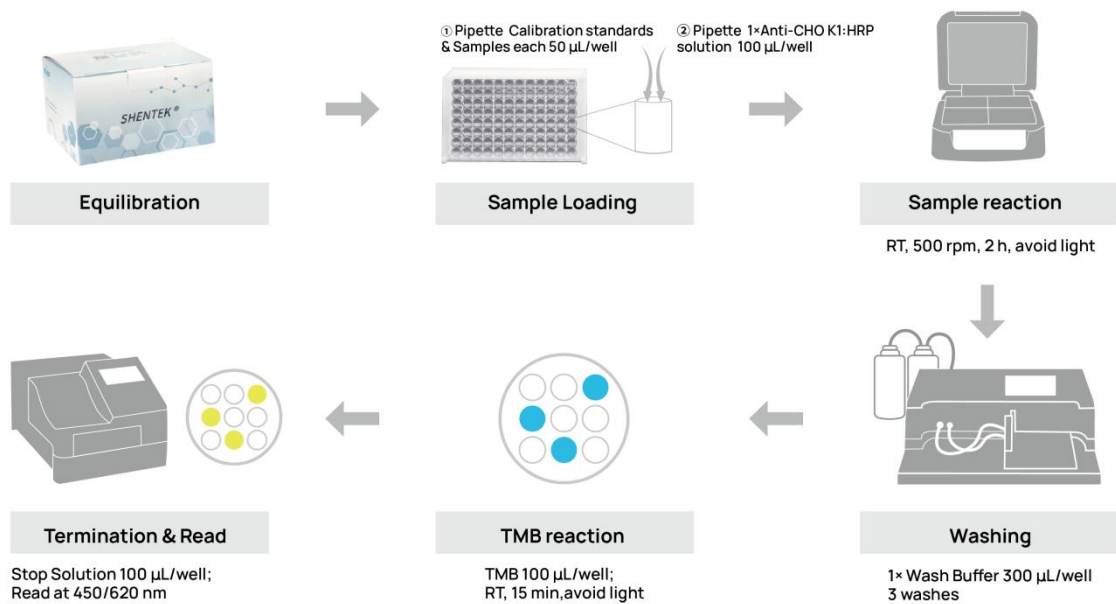 ① Pipette Calibration standards
& Samples each 50 μL/well
② Pipette 1×Anti-CHO K1:HRP
solution 100 μL/well
SHENTEK ®
Equilibration
Sample Loading
Sample reaction
RT, 500 rpm, 2 h, avoid light
Termination & Read
TMB reaction
Washing
Stop Solution 100 μL/well;
Read at 450/620 nm
TMB 100 μL/well;
RT, 15 min,avoid light
1× Wash Buffer 300 μL/well
3 washes